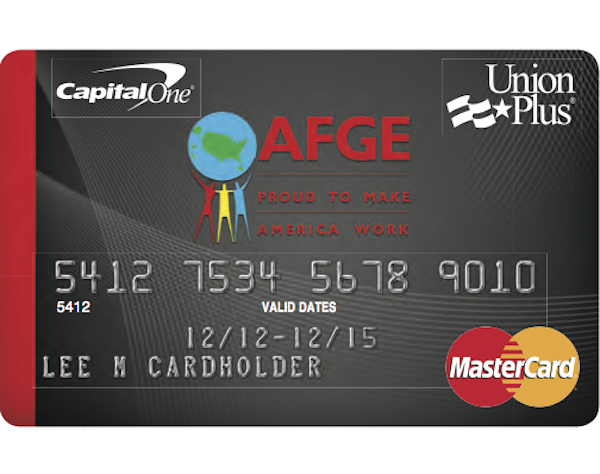 Capital One®
Union
Plus®
AFGE
PROUD TO MAKE
AMERICA WORK
5412 7534 5678 9010
5412
VALID DATES
12/12-12/15
LEE M CARDHOLDER
MasterCard